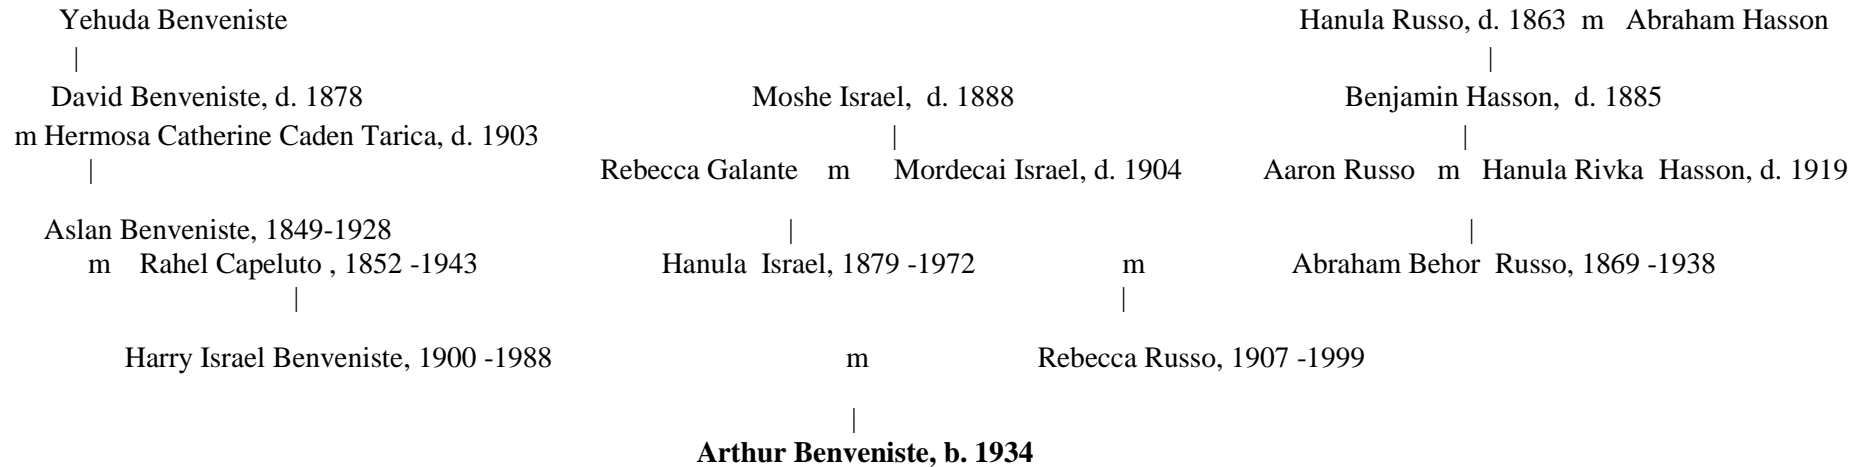 Yehuda Benveniste Hanula Russo, d. 1863 m Abraham Hasson
| |
David Benveniste, d. 1878 Moshe Israel, d. 1888 Benjamin Hasson, d. 1885
m Hermosa Catherine Caden Tarica, d. 1903 | |
| Rebecca Galante m Mordecai Israel, d. 1904 Aaron Russo m Hanula Rivka Hasson, d. 1919
Aslan Benveniste, 1849-1928 | |
m Rahel Capeluto , 1852 -1943 Hanula Israel, 1879 -1972 m Abraham Behor Russo, 1869 -1938
| |
Harry Israel Benveniste, 1900 -1988 m Rebecca Russo, 1907 -1999
|
Arthur Benveniste, b. 1934